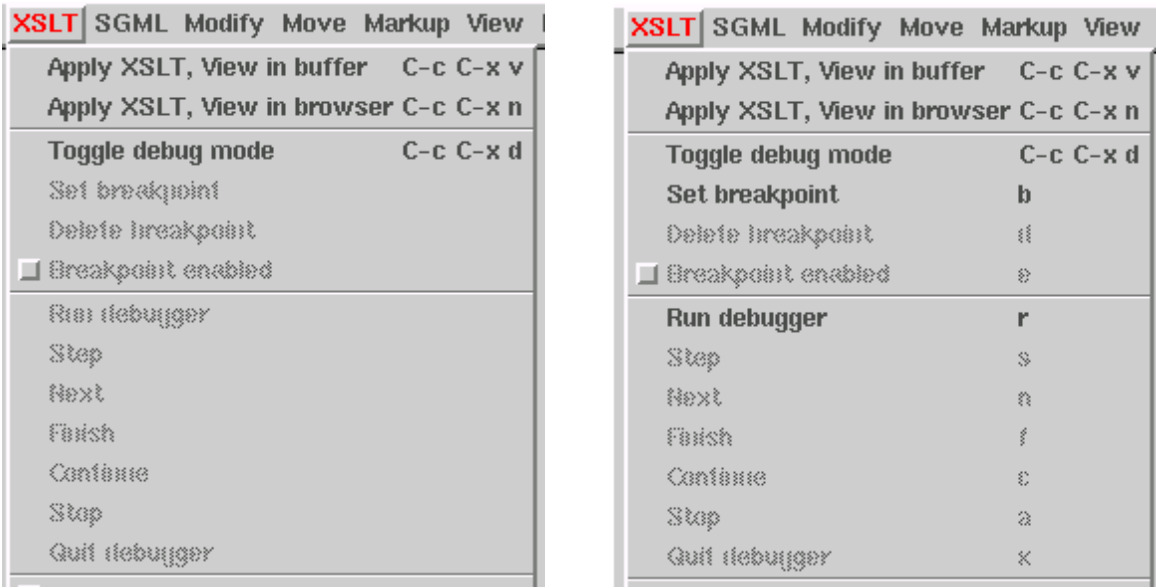 XSLT SGML Modify Move Markup View
Apply XSLT, View in buffer C-c C-x v
Apply XSLT, View in browser C-c C-x n
Toggle debug mode C-c C-x d
Set breakpoint
Delete breakpoint
Breakpoint enabled
Run debugger
Step
Next
Finish
Continue
Stop
Quit debugger
XSLT SGML Modify Move Markup View
Apply XSLT, View in buffer C-c C-x v
Apply XSLT, View in browser C-c C-x n
Toggle debug mode C-c C-x d
Set breakpoint b
Delete breakpoint d
Breakpoint enabled e
Run debugger r
Step s
Next n
Finish f
Continue c
Stop a
Quit debugger x